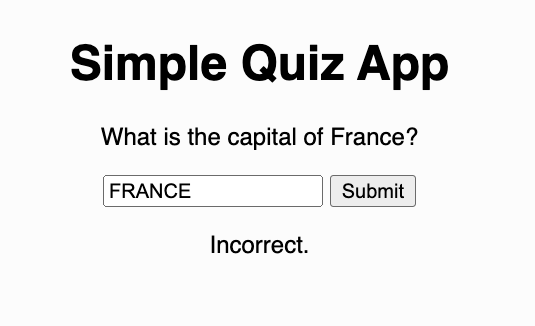 Simple Quiz App
What is the capital of France?
FRANCE Submit
Incorrect.